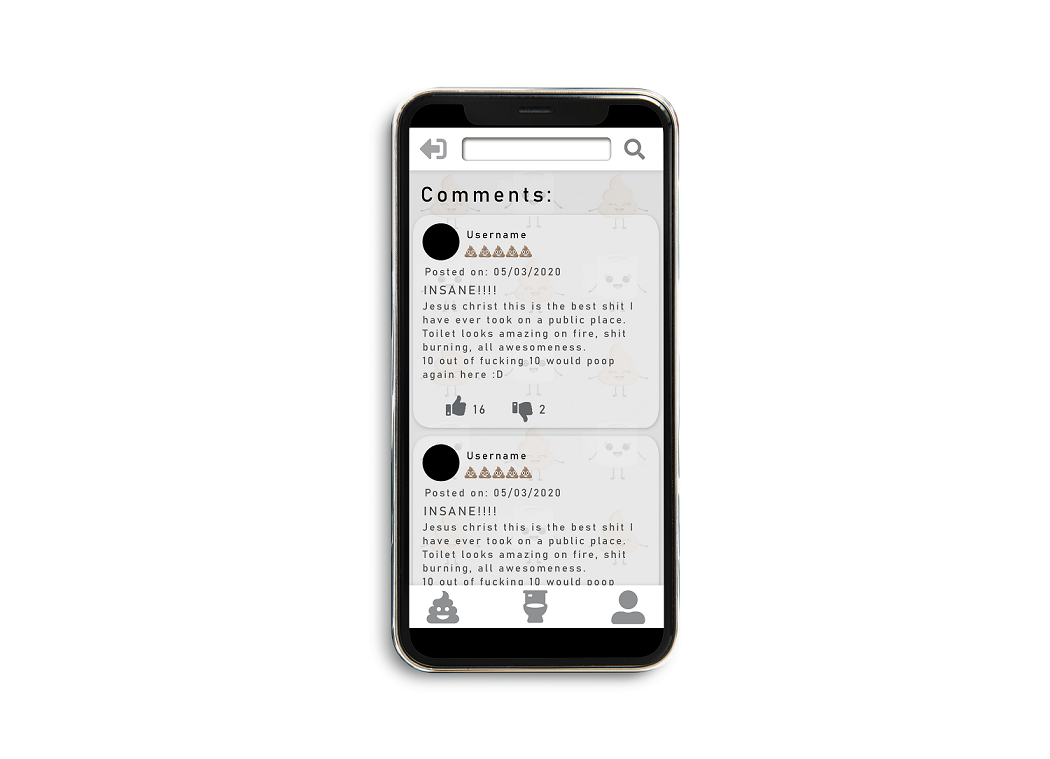 Comments:
Username
Posted on: 05/03/2020
INSANE!!!!
Jesus christ this is the best shit I
have ever took on a public place.
Toilet looks amazing on fire, shit
burning, all awesomeness.
10 out of fucking 10 would poop
again here :D
16 2
Username
Posted on: 05/03/2020
INSANE!!!!
Jesus christ this is the best shit I
have ever took on a public place.
Toilet looks amazing on fire, shit
burning, all awesomeness.
10 out of fucking 10 would poop